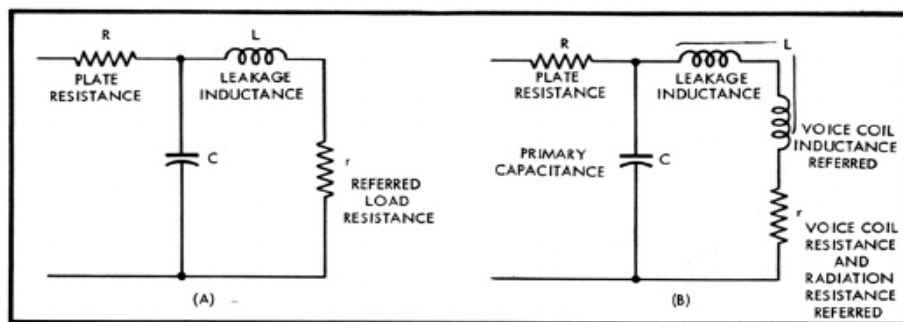 R
PLATE
RESISTANCE
L
LEAKAGE
INDUCTANCE
C
r
REFERRED
LOAD
RESISTANCE
(A)
R
PLATE
RESISTANCE
L
LEAKAGE
INDUCTANCE
VOICE COIL
INDUCTANCE
REFERRED
PRIMARY
CAPACITANCE
C
r
VOICE COIL
RESISTANCE
AND
RADIATION
RESISTANCE
REFERRED
(B)